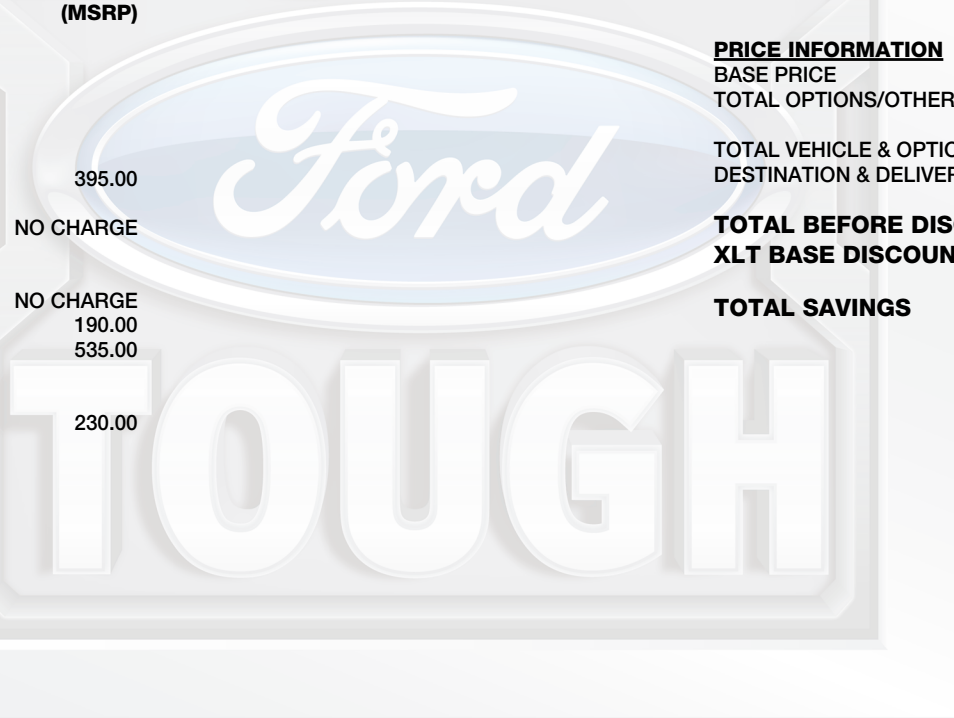 (MSRP)
395.00
NO CHARGE
NO CHARGE
190.00
535.00
230.00
PRICE INFORMATION
BASE PRICE
TOTAL OPTIONS/OTHER
TOTAL VEHICLE & OPTIO
DESTINATION & DELIVER
TOTAL BEFORE DIS
XLT BASE DISCOUN
TOTAL SAVINGS
Ford
TOUGH